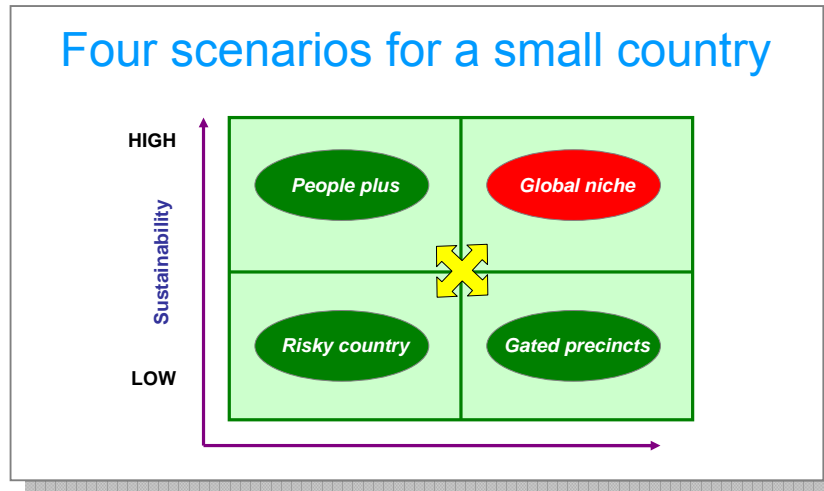 Four scenarios for a small country
HIGH
People plus
Global niche
Sustainability
Risky country
Gated precincts
LOW